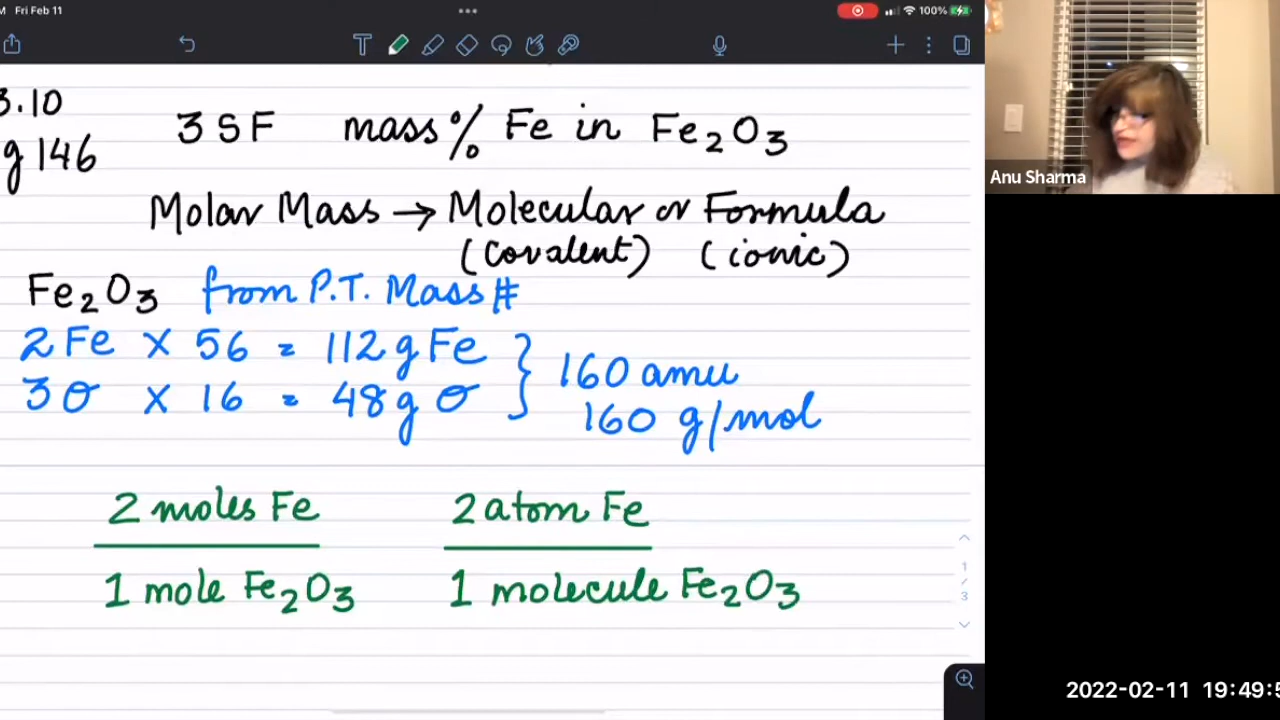 Fri Feb 11
100%
3.10
g 146
3 SF mass % Fe in Fe₂O₃
Molar Mass → Molecular or Formula
(covalent) (ionic)
Fe₂O₃ from P.T. Mass #
2 Fe × 56 = 112 g Fe
3 O × 16 = 48 g O
} 160 amu
160 g/mol
2 moles Fe
1 mole Fe₂O₃
2 atom Fe
1 molecule Fe₂O₃
1
/
3
Anu Sharma
2022-02-11 19:49:5